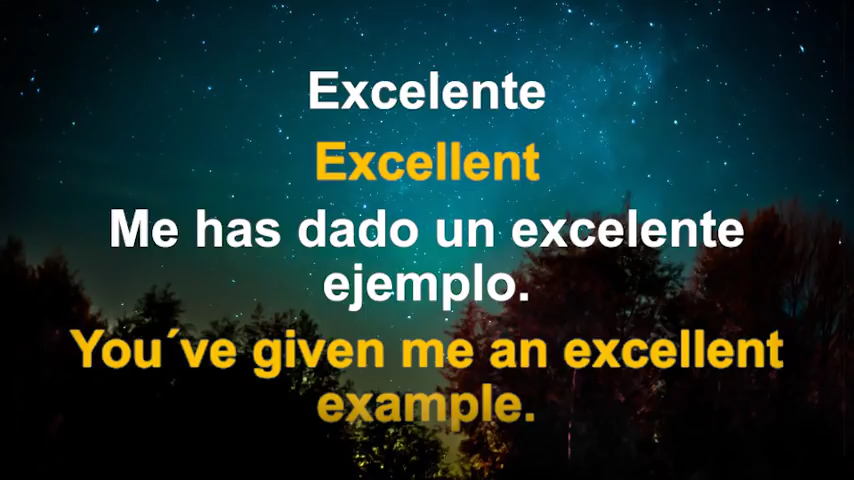 Excelente
Excellent
Me has dado un excelente
ejemplo.
You´ve given me an excellent
example.